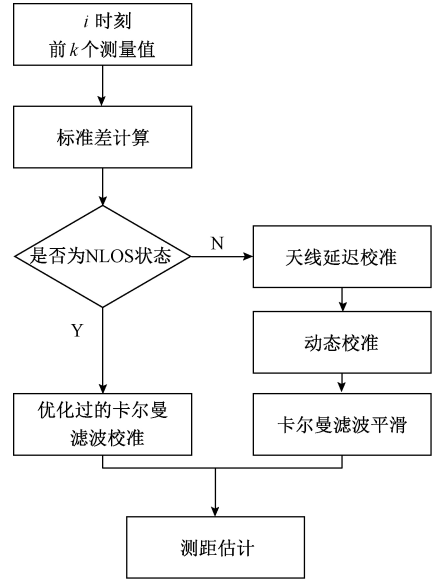 i 时刻
前k个测量值
标准差计算
是否为NLOS状态
N
天线延迟校准
Y
动态校准
优化过的卡尔曼
滤波校准
卡尔曼滤波平滑
测距估计